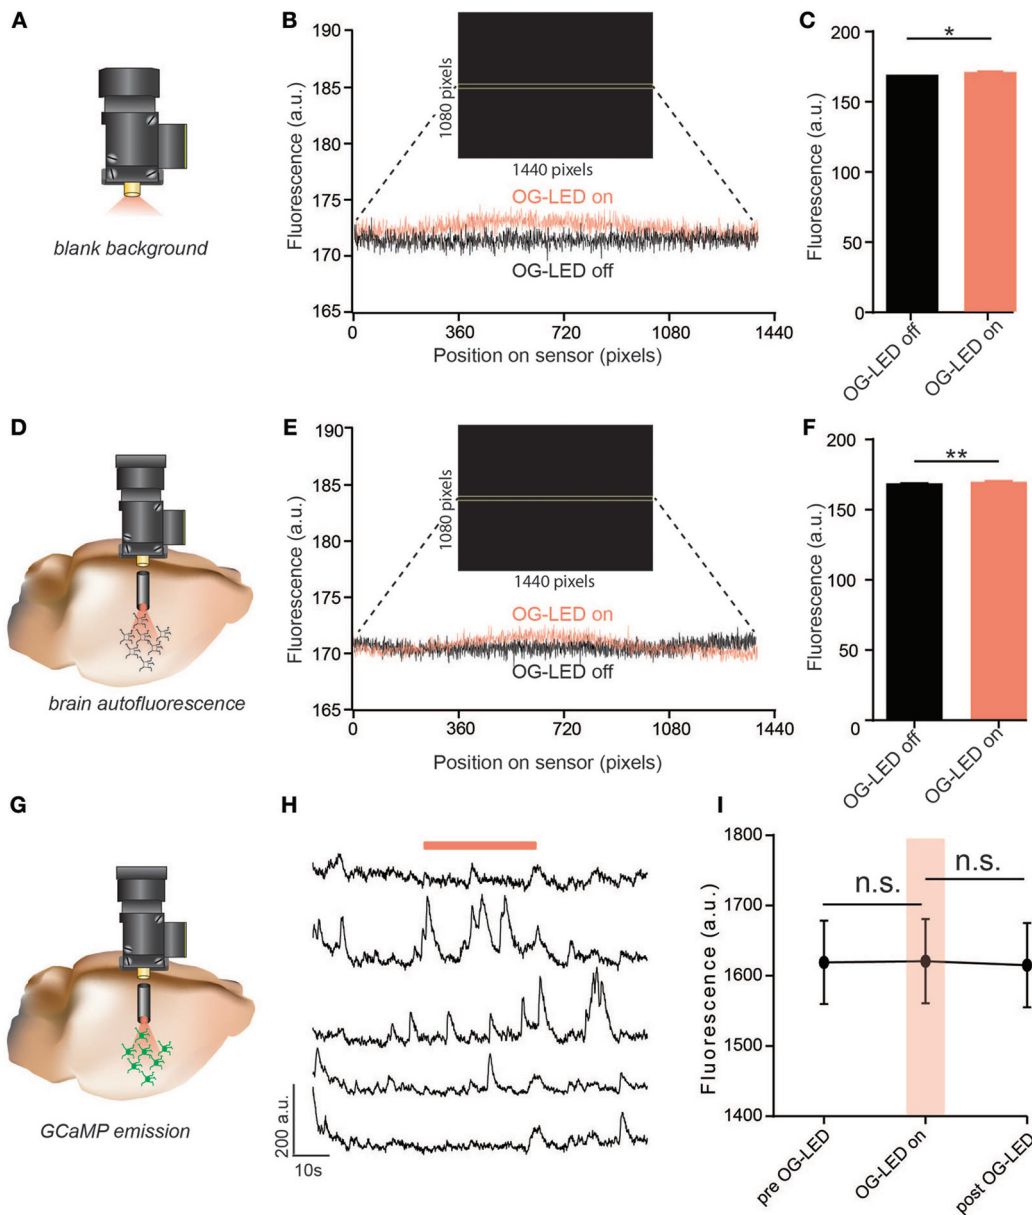 A
blank background
B
Fluorescence (a.u.)
190
185
180
175
170
165
1080 pixels
1440 pixels
OG-LED on
OG-LED off
0
360
720
1080
1440
Position on sensor (pixels)
C
Fluorescence (a.u.)
200
150
100
50
0
*
OG-LED off
OG-LED on
D
brain autofluorescence
E
Fluorescence (a.u.)
190
185
180
175
170
165
1080 pixels
1440 pixels
OG-LED on
OG-LED off
0
360
720
1080
1440
Position on sensor (pixels)
F
Fluorescence (a.u.)
200
150
100
50
0
**
OG-LED off
OG-LED on
G
GCaMP emission
H
200 a.u.
10s
I
Fluorescence (a.u.)
1800
1700
1600
1500
1400
n.s.
n.s.
pre OG-LED
OG-LED on
post OG-LED